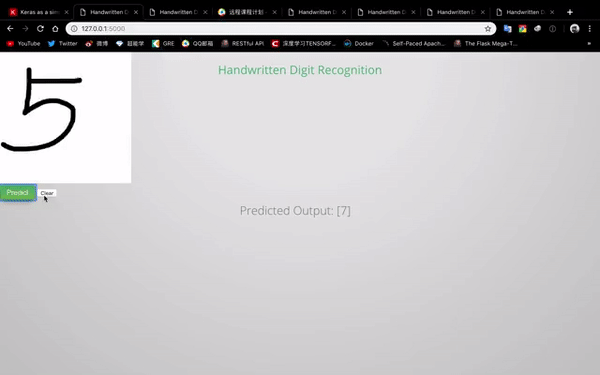 Keras as a sim
Handwritten D
Handwritten D
远程课程计划
Handwritten D
Handwritten D
Handwritten D
Handwritten D
127.0.0.1:5000
YouTube
Twitter
微博
超能学
GRE
QQ邮箱
RESTful API
深度学习TENSORF...
Docker
Self-Paced Apach...
The Flask Mega-T...
Handwritten Digit Recognition
5
Predict
Clear
Predicted Output: [7]